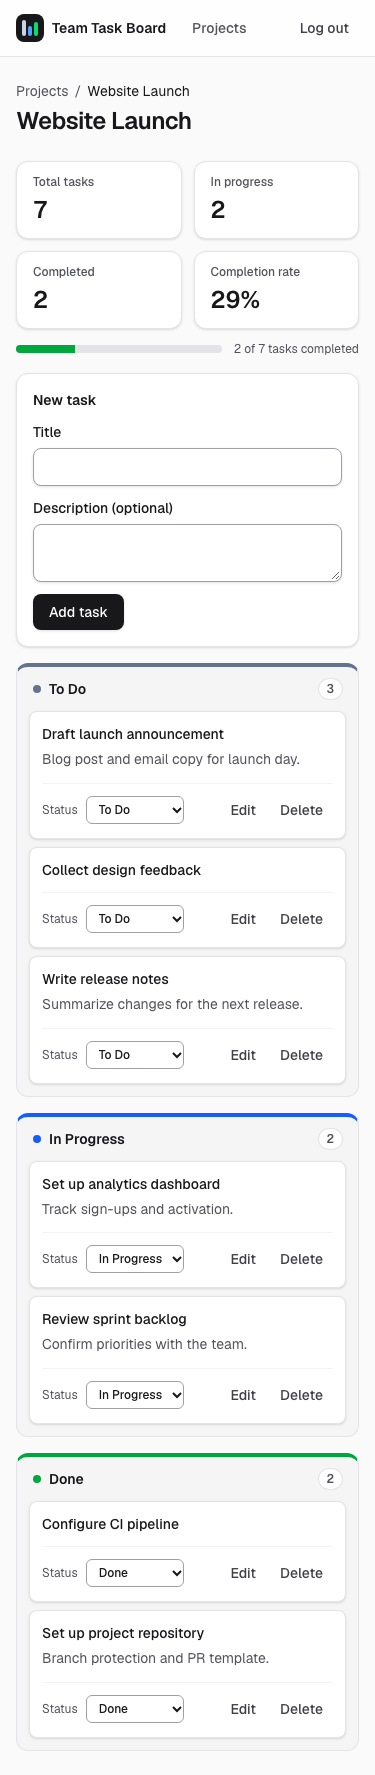 Team Task Board Projects Log out
Projects / Website Launch
Website Launch
Total tasks
7
In progress
2
Completed
2
Completion rate
29%
2 of 7 tasks completed
New task
Title
Description (optional)
Add task
To Do 3
Draft launch announcement
Blog post and email copy for launch day.
Status To Do Edit Delete
Collect design feedback
Status To Do Edit Delete
Write release notes
Summarize changes for the next release.
Status To Do Edit Delete
In Progress 2
Set up analytics dashboard
Track sign-ups and activation.
Status In Progress Edit Delete
Review sprint backlog
Confirm priorities with the team.
Status In Progress Edit Delete
Done 2
Configure CI pipeline
Status Done Edit Delete
Set up project repository
Branch protection and PR template.
Status Done Edit Delete